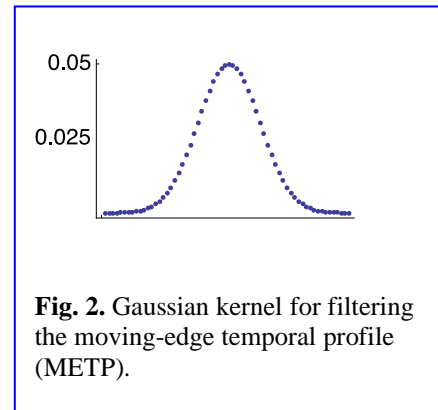 0.05
0.025
Fig. 2. Gaussian kernel for filtering
the moving-edge temporal profile
(METP).